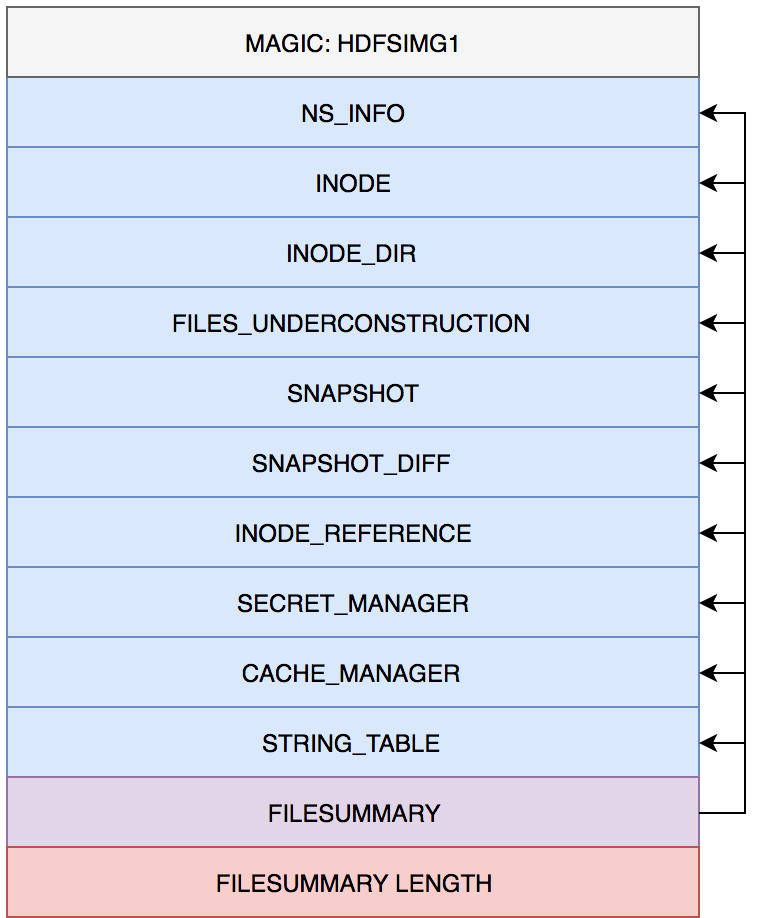 MAGIC: HDFSIMG1
NS_INFO
INODE
INODE_DIR
FILES_UNDERCONSTRUCTION
SNAPSHOT
SNAPSHOT_DIFF
INODE_REFERENCE
SECRET_MANAGER
CACHE_MANAGER
STRING_TABLE
FILESUMMARY
FILESUMMARY LENGTH